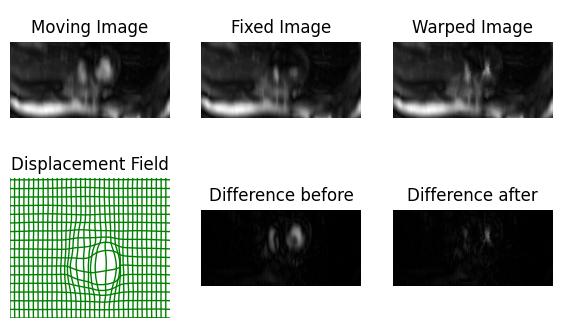 Moving Image
Fixed Image
Warped Image
Displacement Field
Difference before
Difference after